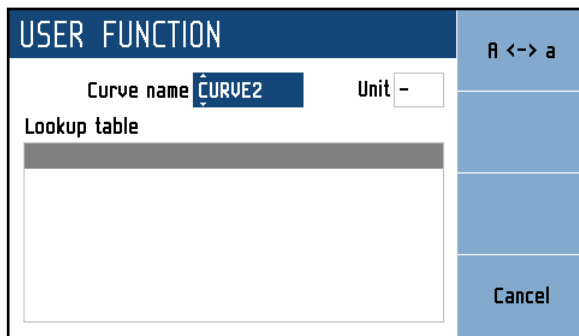 USER FUNCTION
A <-> a
Curve name CURVE2 Unit -
Lookup table
Cancel